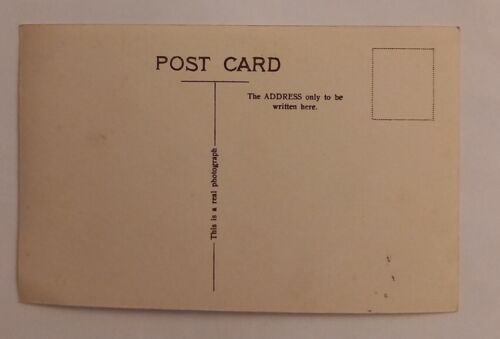 POST CARD
The ADDRESS only to be
written here.
This is a real photograph